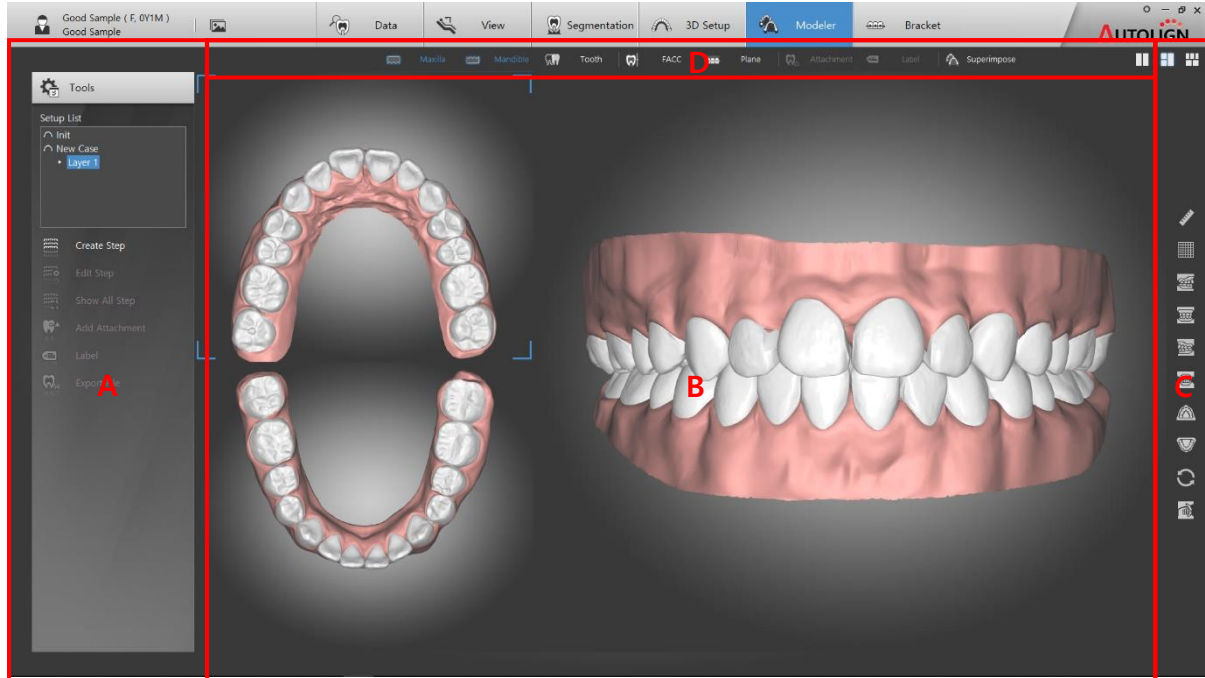 Good Sample ( F, 0Y1M )
Good Sample
Data
View
Segmentation
3D Setup
Modeler
Bracket
AUTOLIGN
Maxilla
Mandible
Tooth
FACC
D
Plane
Attachment
Label
Superimpose
Tools
Setup List
Init
New Case
Layer 1
Create Step
Edit Step
Show All Step
Add Attachment
Label
A
B
C